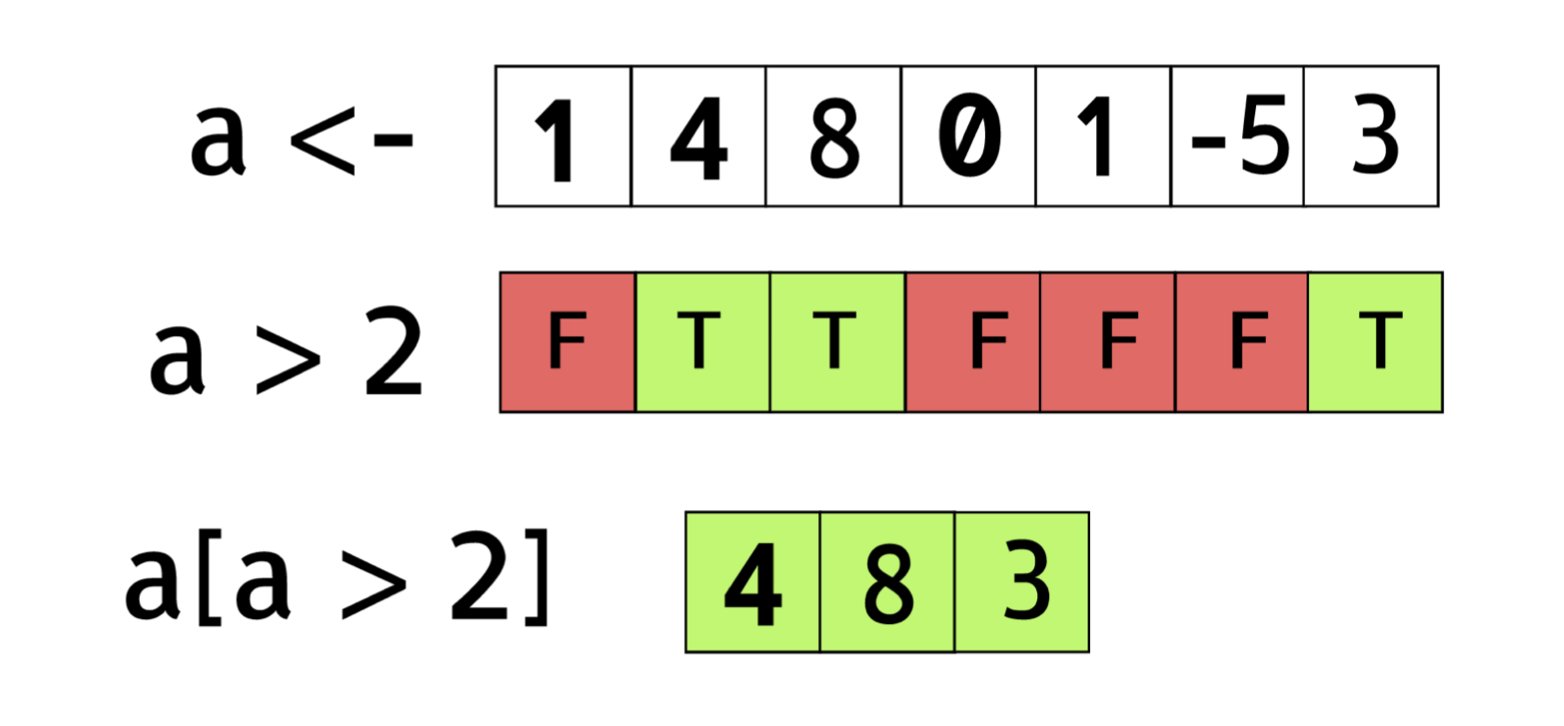 a <- 1 4 8 0 1 -5 3
a > 2 F T T F F F T
a[a > 2] 4 8 3